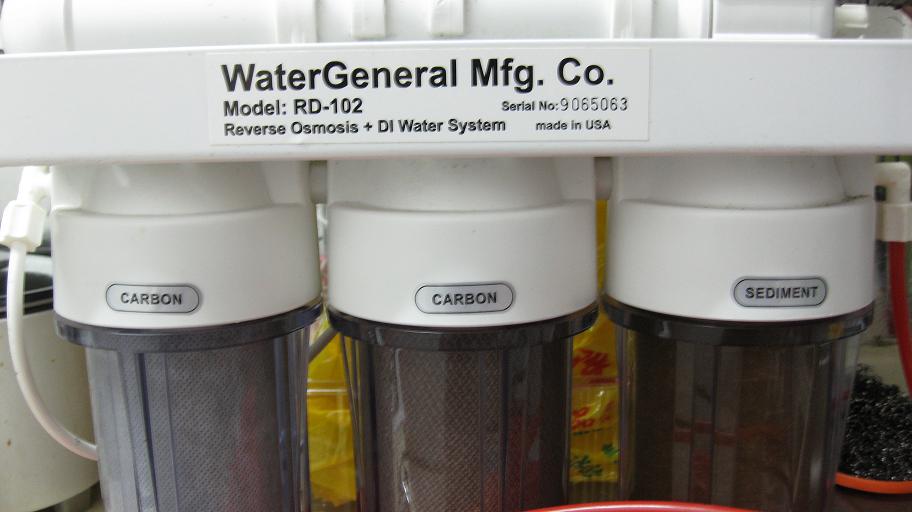 WaterGeneral Mfg. Co.
Model: RD-102
Serial No: 9065063
Reverse Osmosis + DI Water System
made in USA
CARBON
CARBON
SEDIMENT